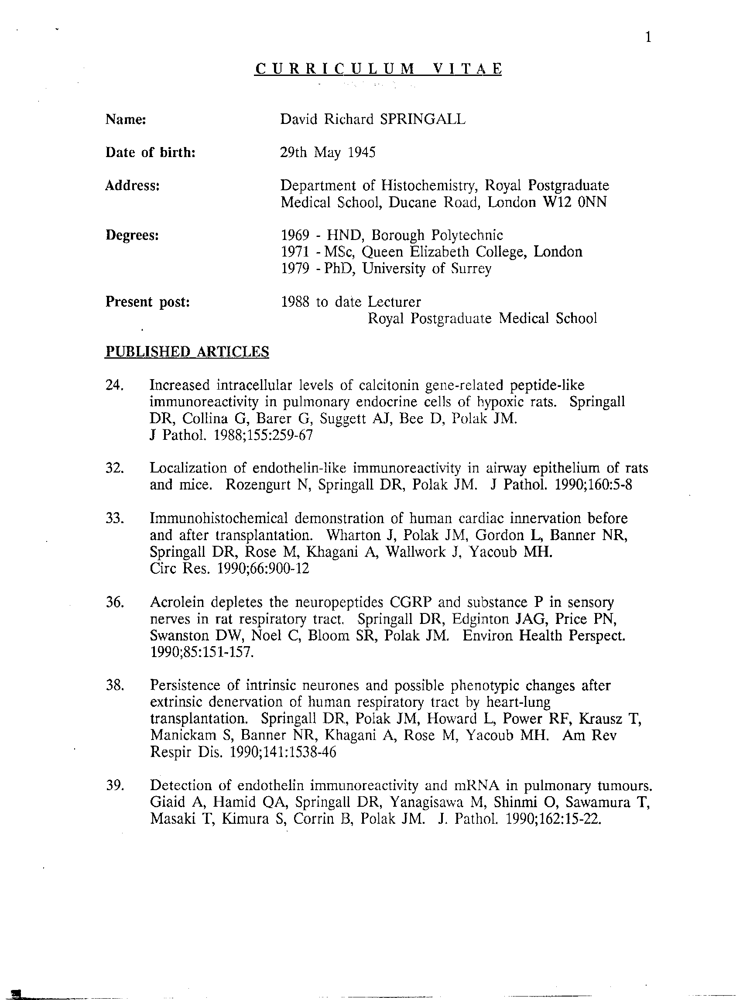 1
CURRICULUM VITAE
Name: David Richard SPRINGALL
Date of birth: 29th May 1945
Address: Department of Histochemistry, Royal Postgraduate
Medical School, Ducane Road, London W12 0NN
Degrees: 1969 - HND, Borough Polytechnic
1971 - MSc, Queen Elizabeth College, London
1979 - PhD, University of Surrey
Present post: 1988 to date Lecturer
Royal Postgraduate Medical School
PUBLISHED ARTICLES
24. Increased intracellular levels of calcitonin gene-related peptide-like
immunoreactivity in pulmonary endocrine cells of hypoxic rats. Springall
DR, Collina G, Barer G, Suggett AJ, Bee D, Polak JM.
J Pathol. 1988;155:259-67
32. Localization of endothelin-like immunoreactivity in airway epithelium of rats
and mice. Rozengurt N, Springall DR, Polak JM. J Pathol. 1990;160:5-8
33. Immunohistochemical demonstration of human cardiac innervation before
and after transplantation. Wharton J, Polak JM, Gordon L, Banner NR,
Springall DR, Rose M, Khagani A, Wallwork J, Yacoub MH.
Circ Res. 1990;66:900-12
36. Acrolein depletes the neuropeptides CGRP and substance P in sensory
nerves in rat respiratory tract. Springall DR, Edginton JAG, Price PN,
Swanston DW, Noel C, Bloom SR, Polak JM. Environ Health Perspect.
1990;85:151-157.
38. Persistence of intrinsic neurones and possible phenotypic changes after
extrinsic denervation of human respiratory tract by heart-lung
transplantation. Springall DR, Polak JM, Howard L, Power RF, Krausz T,
Manickam S, Banner NR, Khagani A, Rose M, Yacoub MH. Am Rev
Respir Dis. 1990;141:1538-46
39. Detection of endothelin immunoreactivity and mRNA in pulmonary tumours.
Giaid A, Hamid QA, Springall DR, Yanagisawa M, Shinmi O, Sawamura T,
Masaki T, Kimura S, Corrin B, Polak JM. J. Pathol. 1990;162:15-22.